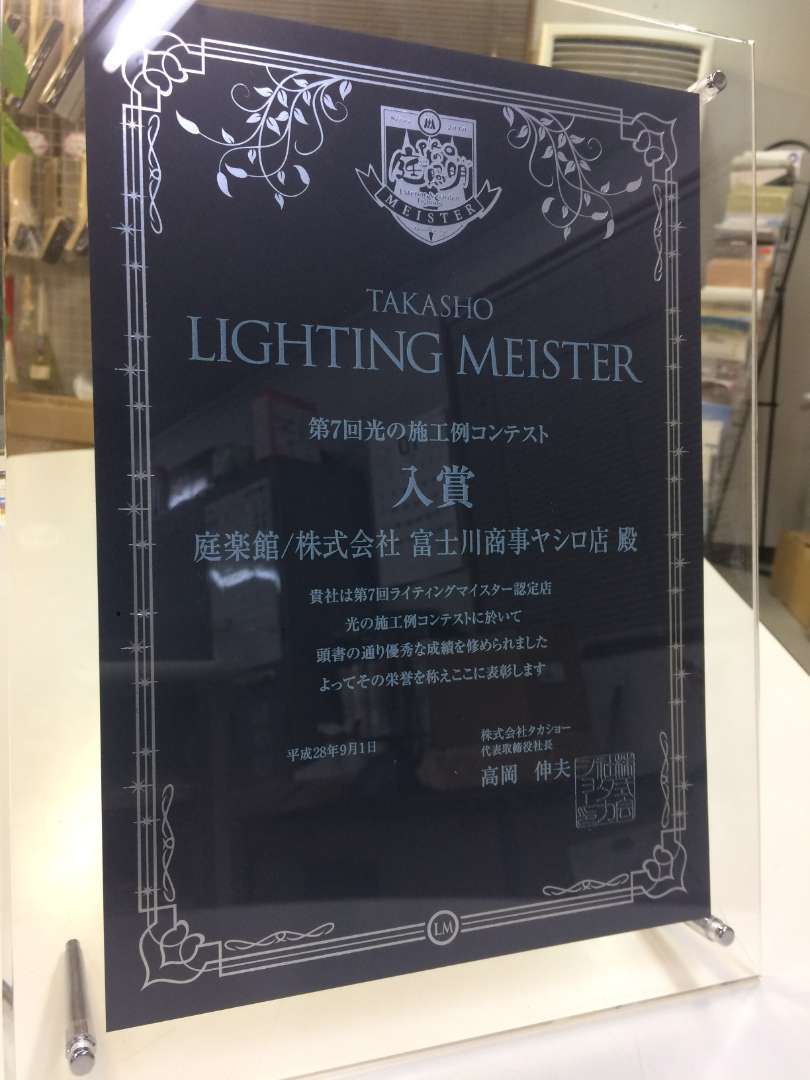 MEISTER
TAKASHO
LIGHTING MEISTER
第7回光の施工例コンテスト
入賞
庭楽館/株式会社 富士川商事ヤシロ店 殿
貴社は第7回ライティングマイスター認定店
光の施工例コンテストに於いて
頭書の通り優秀な成績を修められました
よってその栄誉を称えここに表彰します
平成28年9月1日
株式会社タカショー
代表取締役社長
高岡 伸夫
LM